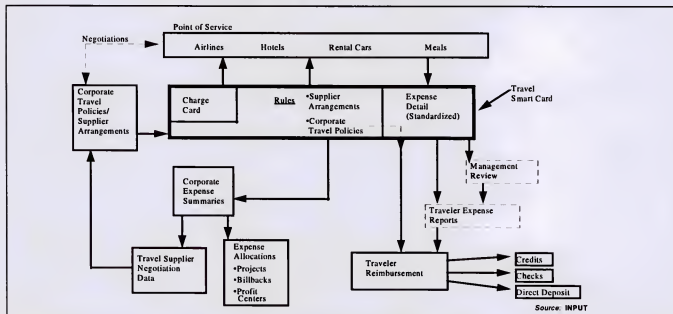 Point of Service
Negotiations
Airlines Hotels Rental Cars Meals
Corporate
Travel
Policies/
Supplier
Arrangements
Charge
Card
Rules
•Supplier
Arrangements
•Corporate
Travel Policies
Expense
Detail
(Standardized)
Travel
Smart Card
Management
Review
Corporate
Expense
Summaries
Traveler Expense
Reports
Travel Supplier
Negotiation
Data
Expense
Allocations
•Projects
•Billbacks
•Profit
Centers
Traveler
Reimbursement
Credits
Checks
Direct Deposit
Source: INPUT